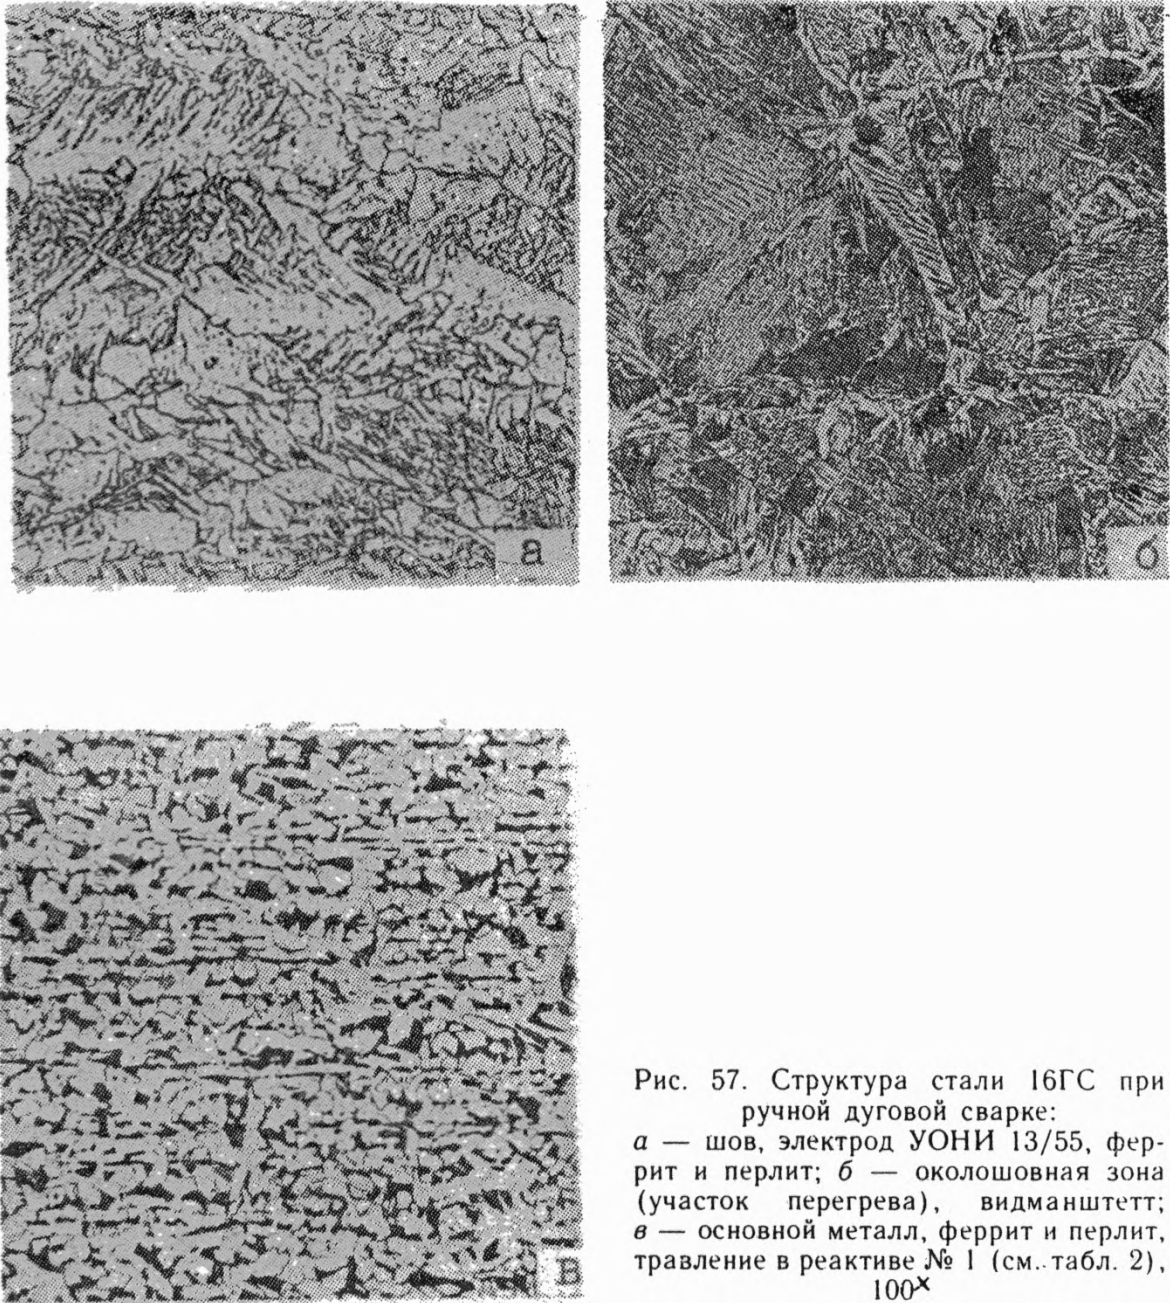 а
б
в
Рис. 57. Структура стали 16ГС при
ручной дуговой сварке:
а — шов, электрод УОНИ 13/55, фер-
рит и перлит; б — околошовная зона
(участок перегрева), видманштетт;
в — основной металл, феррит и перлит,
травление в реактиве № 1 (см. табл. 2),
100ˣ